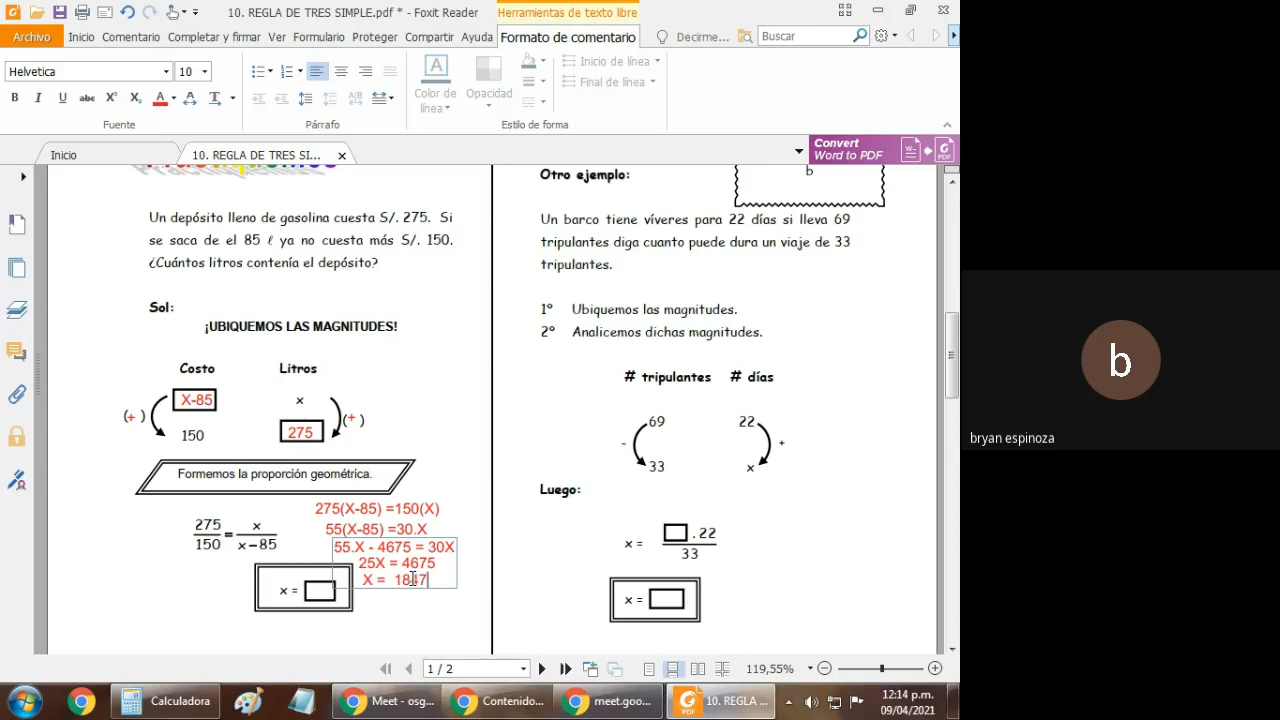 10. REGLA DE TRES SIMPLE.pdf * - Foxit Reader
Herramientas de texto libre
Archivo Inicio Comentario Completar y firmar Ver Formulario Proteger Compartir Ayuda Formato de comentario Decirme... Buscar
Helvetica 10
Color de línea
Opacidad
Inicio de línea
Final de línea
Fuente Párrafo Estilo de forma
Inicio
10. REGLA DE TRES SI...
Convert
Word to PDF
Un depósito lleno de gasolina cuesta S/. 275. Si
se saca de el 85 ℓ ya no cuesta más S/. 150.
¿Cuántos litros contenía el depósito?
Sol:
¡UBIQUEMOS LAS MAGNITUDES!
Costo Litros
X-85 x
(+ ) (+ )
150 275
Formemos la proporción geométrica.
275(X-85) =150(X)
55(X-85) =30.X
55.X - 4675 = 30X
25X = 4675
X = 1847
275/150 = x/x-85
x =
b
Otro ejemplo:
Un barco tiene víveres para 22 días si lleva 69
tripulantes diga cuanto puede dura un viaje de 33
tripulantes.
1º Ubiquemos las magnitudes.
2º Analicemos dichas magnitudes.
# tripulantes # días
69 22
- +
33 x
Luego:
x = . 22
33
x =
b
bryan espinoza
1 / 2
119,55%
Calculadora
Meet - osg...
Contenido...
meet.goo...
10. REGLA ...
12:14 p.m.
09/04/2021